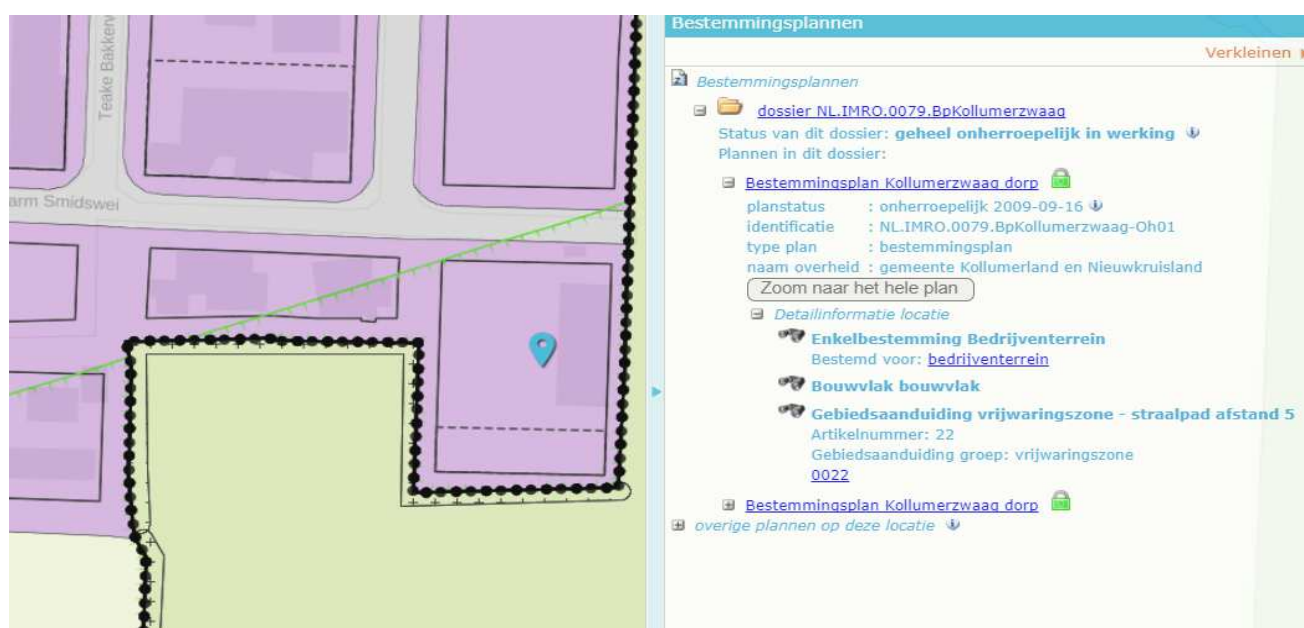 Teake Bakkerw
arm Smidswei
Bestemmingsplannen
Verkleinen
Bestemmingsplannen
dossier NL.IMRO.0079.BpKollumerzwaag
Status van dit dossier: geheel onherroepelijk in werking
Plannen in dit dossier:
Bestemmingsplan Kollumerzwaag dorp
planstatus : onherroepelijk 2009-09-16
identificatie : NL.IMRO.0079.BpKollumerzwaag-Oh01
type plan : bestemmingsplan
naam overheid : gemeente Kollumerland en Nieuwkruisland
Zoom naar het hele plan
Detailinformatie locatie
Enkelbestemming Bedrijventerrein
Bestemd voor: bedrijventerrein
Bouwvlak bouwvlak
Gebiedsaanduiding vrijwaringszone - straalpad afstand 5
Artikelnummer: 22
Gebiedsaanduiding groep: vrijwaringszone
0022
Bestemmingsplan Kollumerzwaag dorp
overige plannen op deze locatie